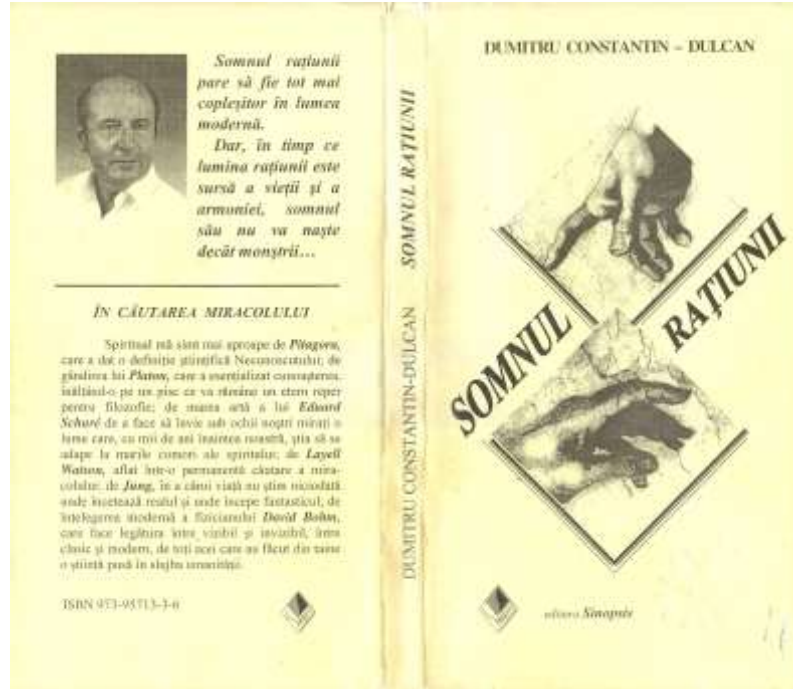 Somnul rațiunii
pare să fie tot mai
copleșitor în lumea
modernă.
Dar, în timp ce
lumina rațiunii este
sursă a vieții și a
armoniei, somnul
său nu va naște
decât monștrii...
ÎN CĂUTAREA MIRACOLULUI
Spiritual mă simt mai aproape de Pitagora,
care a dat o definiție științifică Necunoscutului; de
gândirea lui Platon, care a esențializat cunoașterea,
înălțând-o pe un pisc ce va rămâne un etern reper
pentru filozofie; de marea artă a lui Eduard
Schuré de a face să învie sub ochii noștri mirați o
lume care, cu mii de ani înaintea noastră, știa să se
adape la marile comori ale spiritului; de Layell
Watson, aflat într-o permanentă căutare a mira-
colului; de Jung, în a cărui viață nu știm niciodată
unde încetează realul și unde începe fantasticul, de
înțelegerea modernă a fizicianului David Bohm,
care face legătura între vizibil și invizibil, între
clasic și modern, de toți acei care au făcut din taine
o știință pusă în slujba umanității.
ISBN 973-95713-3-6
DUMITRU CONSTANTIN-DULCAN SOMNUL RAȚIUNII
DUMITRU CONSTANTIN – DULCAN
SOMNUL
RAȚIUNII
editura Sinopsis